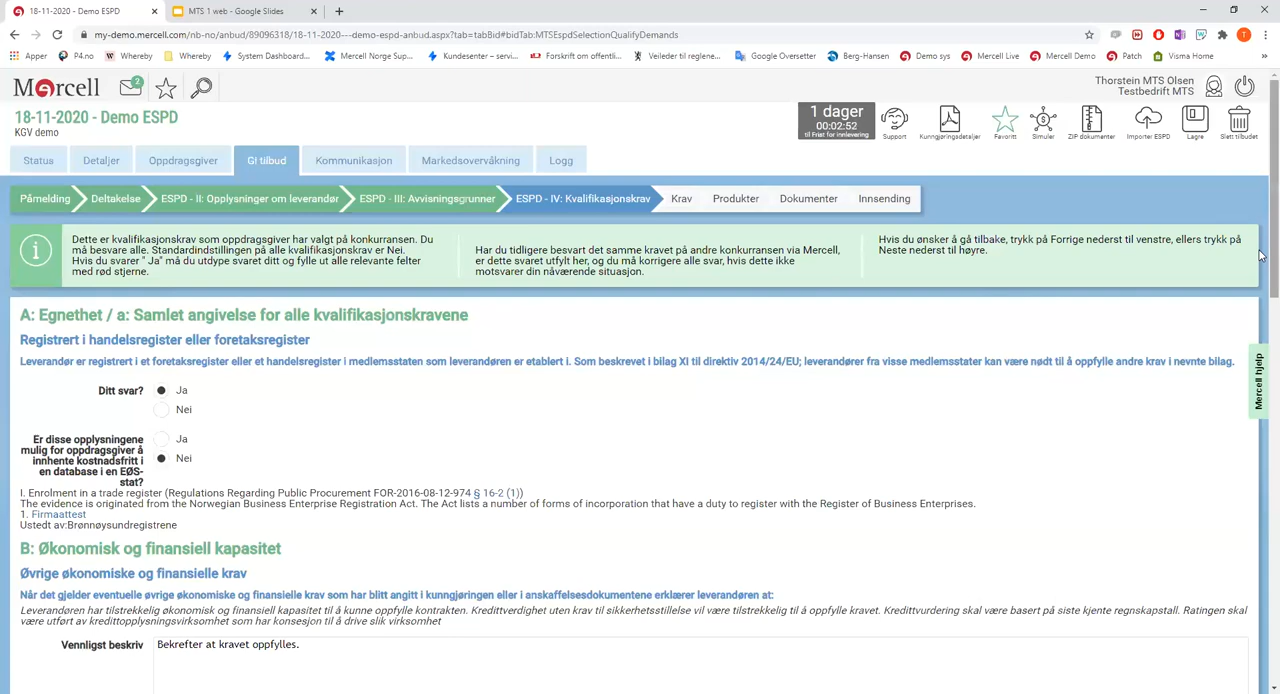 18-11-2020 - Demo ESPD
MTS 1 web - Google Slides
my-demo.mercell.com/nb-no/anbud/89096318/18-11-2020---demo-espd-anbud.aspx?tab=tabBid#bidTab:MTSEspdSelectionQualifyDemands
Apper P4.no Whereby Whereby System Dashboard... Mercell Norge Sup... Kundesenter – servi... Forskrift om offentli... Veileder til reglene... Google Oversetter Berg-Hansen Demo sys Mercell Live Mercell Demo Patch Visma Home »
Mercell
2
Thorstein MTS Olsen
Testbedrift MTS
18-11-2020 - Demo ESPD
KGV demo
1 dager
00:02:52
til Frist for innlevering
Support
Kunngjøringsdetaljer
Favoritt
Simuler
ZIP dokumenter
Importer ESPD
Lagre
Slett tilbudet
Status Detaljer Oppdragsgiver Gi tilbud Kommunikasjon Markedsovervåkning Logg
Påmelding Deltakelse ESPD - II: Opplysninger om leverandør ESPD - III: Avvisningsgrunner ESPD - IV: Kvalifikasjonskrav Krav Produkter Dokumenter Innsending
Dette er kvalifikasjonskrav som oppdragsgiver har valgt på konkurransen. Du
må besvare alle. Standardindstillingen på alle kvalifikasjonskrav er Nei.
Hvis du svarer " Ja" må du utdype svaret ditt og fylle ut alle relevante felter
med rød stjerne.
Har du tidligere besvart det samme kravet på andre konkurransen via Mercell,
er dette svaret utfylt her, og du må korrigere alle svar, hvis dette ikke
motsvarer din nåværende situasjon.
Hvis du ønsker å gå tilbake, trykk på Forrige nederst til venstre, ellers trykk på
Neste nederst til høyre.
A: Egnethet / a: Samlet angivelse for alle kvalifikasjonskravene
Registrert i handelsregister eller foretaksregister
Leverandør er registrert i et foretaksregister eller et handelsregister i medlemsstaten som leverandøren er etablert i. Som beskrevet i bilag XI til direktiv 2014/24/EU; leverandører fra visse medlemsstater kan være nødt til å oppfylle andre krav i nevnte bilag.
Ditt svar? Ja
Nei
Er disse opplysningene
mulig for oppdragsgiver å
innhente kostnadsfritt i
en database i en EØS-
stat?
Ja
Nei
I. Enrolment in a trade register (Regulations Regarding Public Procurement FOR-2016-08-12-974 § 16-2 (1))
The evidence is originated from the Norwegian Business Enterprise Registration Act. The Act lists a number of forms of incorporation that have a duty to register with the Register of Business Enterprises.
1. Firmaattest
Ustedt av:Brønnøysundregistrene
B: Økonomisk og finansiell kapasitet
Øvrige økonomiske og finansielle krav
Når det gjelder eventuelle øvrige økonomiske og finansielle krav som har blitt angitt i kunngjøringen eller i anskaffelsesdokumentene erklærer leverandøren at:
Leverandøren har tilstrekkelig økonomisk og finansiell kapasitet til å kunne oppfylle kontrakten. Kredittverdighet uten krav til sikkerhetsstillelse vil være tilstrekkelig til å oppfylle kravet. Kredittvurdering skal være basert på siste kjente regnskapstall. Ratingen skal
være utført av kredittopplysningsvirksomhet som har konsesjon til å drive slik virksomhet
Vennligst beskriv Bekrefter at kravet oppfylles.
Mercell hjelp